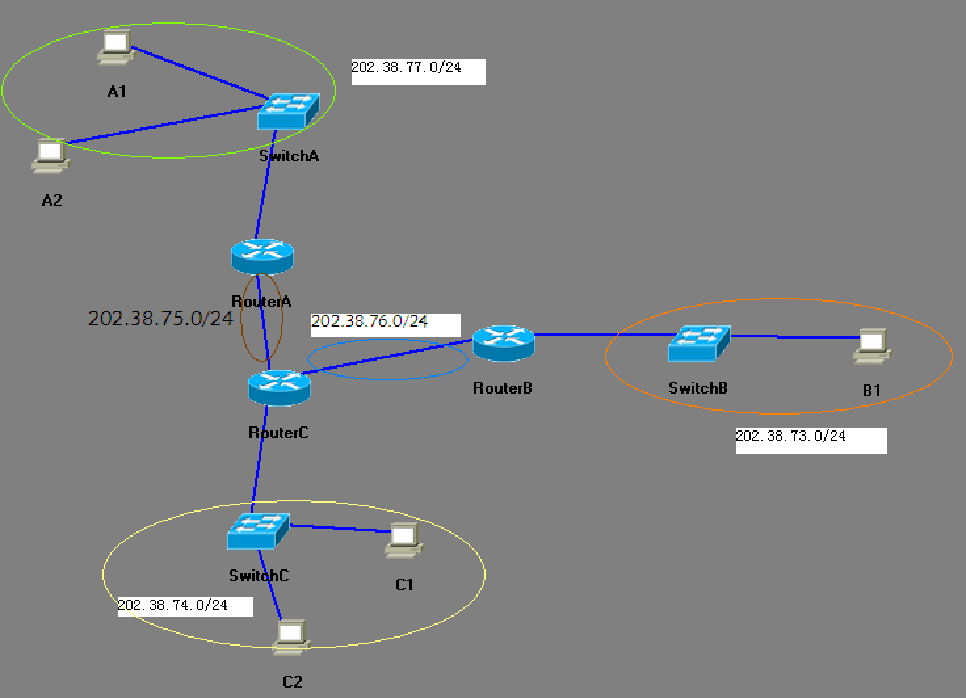 A1
202.38.77.0/24
SwitchA
A2
RouterA
202.38.75.0/24
202.38.76.0/24
RouterB
SwitchB
B1
RouterC
202.38.73.0/24
SwitchC
C1
202.38.74.0/24
C2